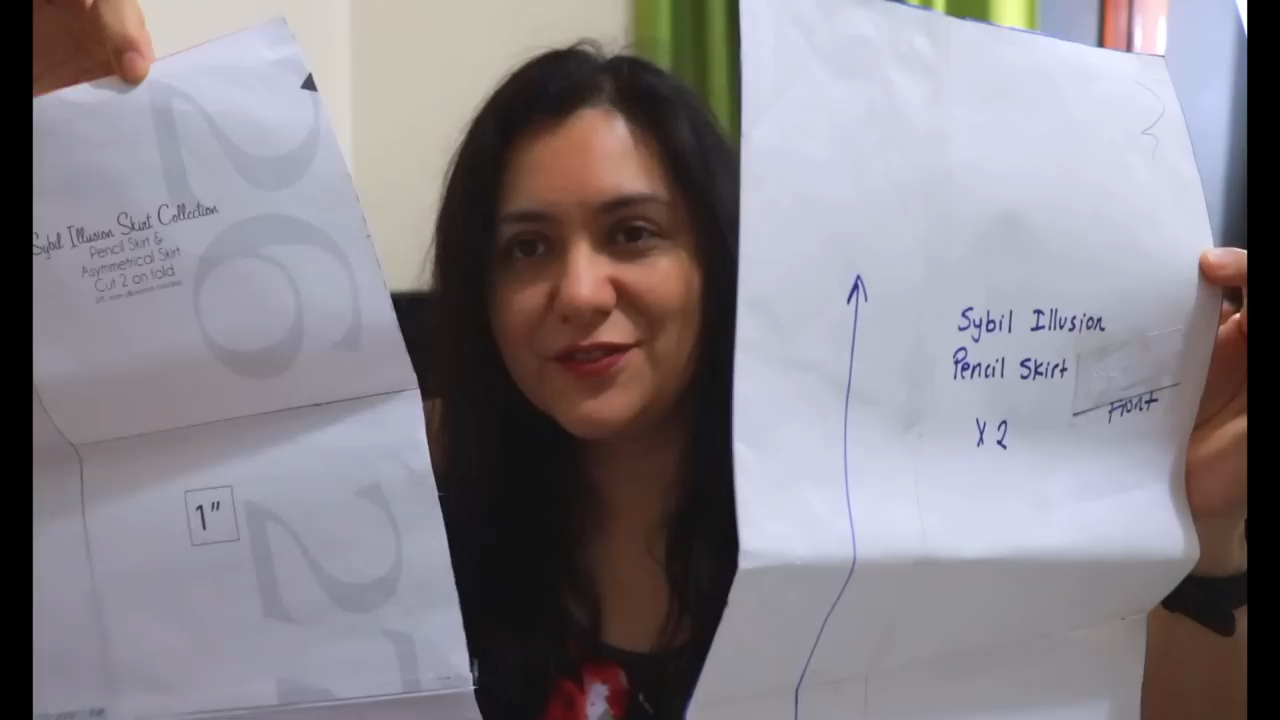 Sybil Illusion Skirt Collection
Pencil Skirt &
Asymmetrical Skirt
Cut 2 on fold
26
1"
2
Sybil Illusion
Pencil Skirt
Front
X 2